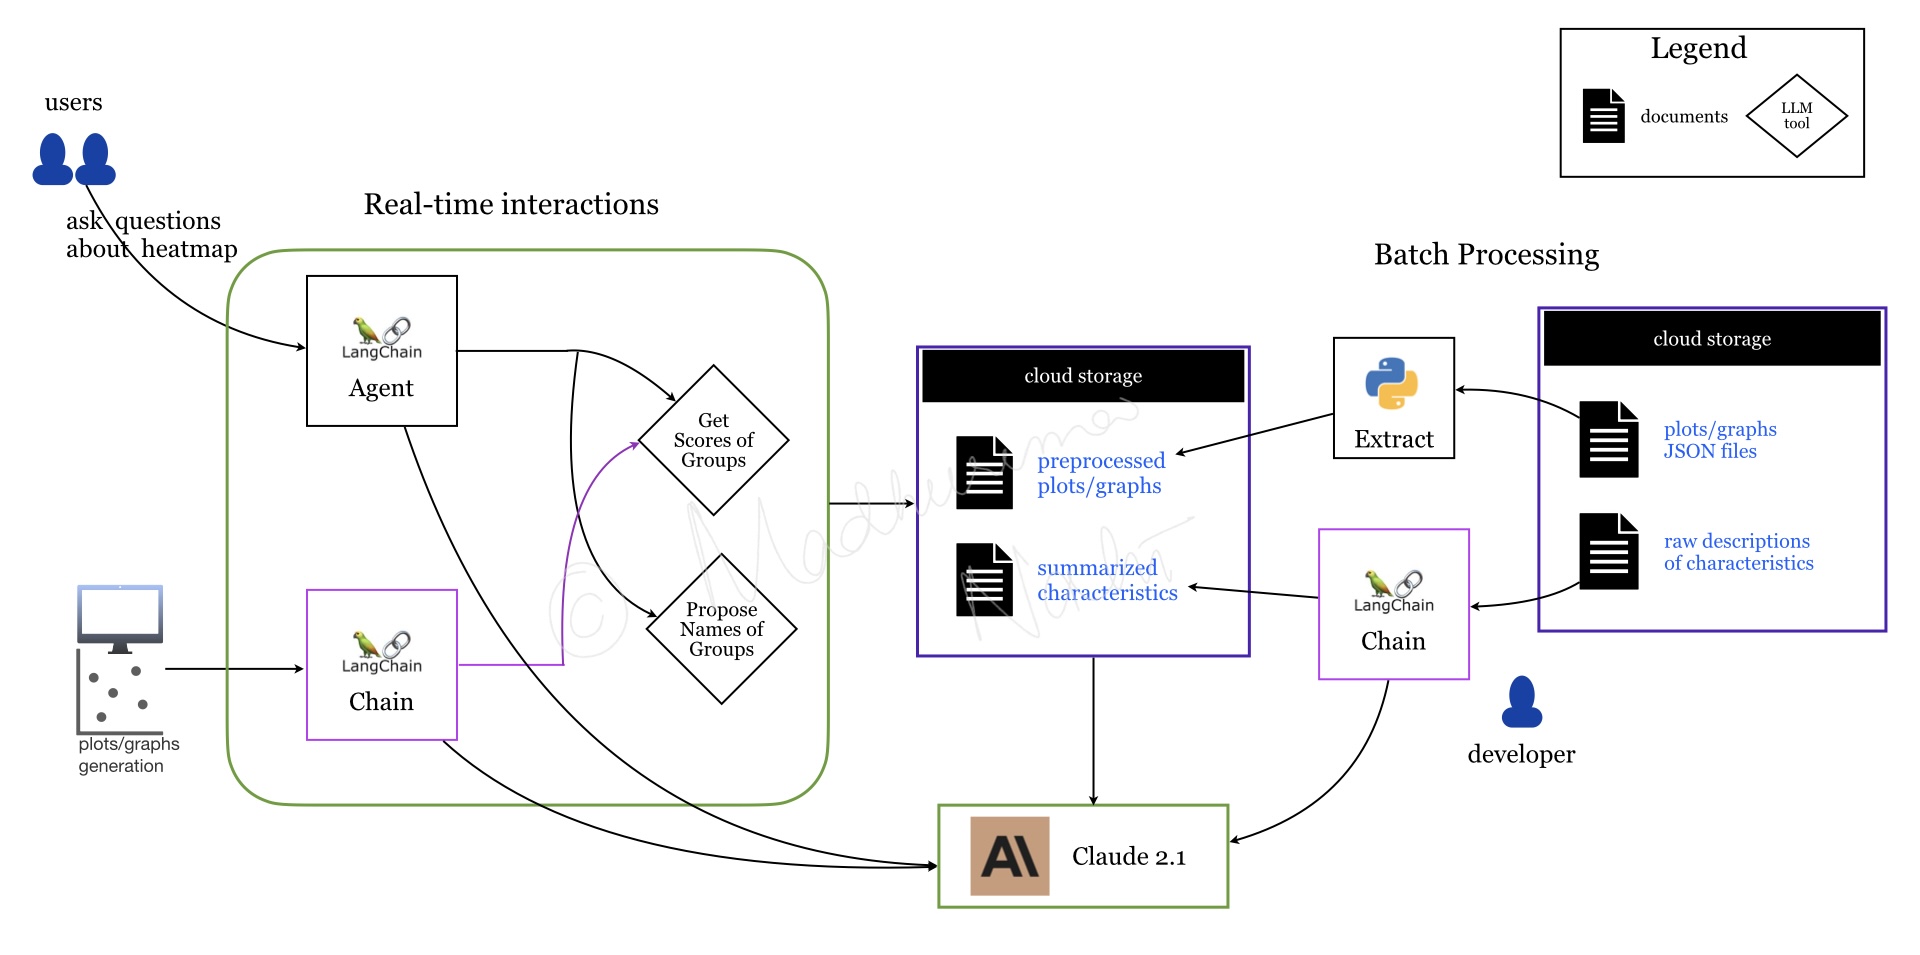 Legend
documents
LLM
tool
users
ask questions
about heatmap
Real-time interactions
LangChain
Agent
Get
Scores of
Groups
Propose
Names of
Groups
LangChain
Chain
plots/graphs
generation
cloud storage
preprocessed
plots/graphs
summarized
characteristics
Batch Processing
Extract
LangChain
Chain
cloud storage
plots/graphs
JSON files
raw descriptions
of characteristics
developer
Claude 2.1
© Madhurima